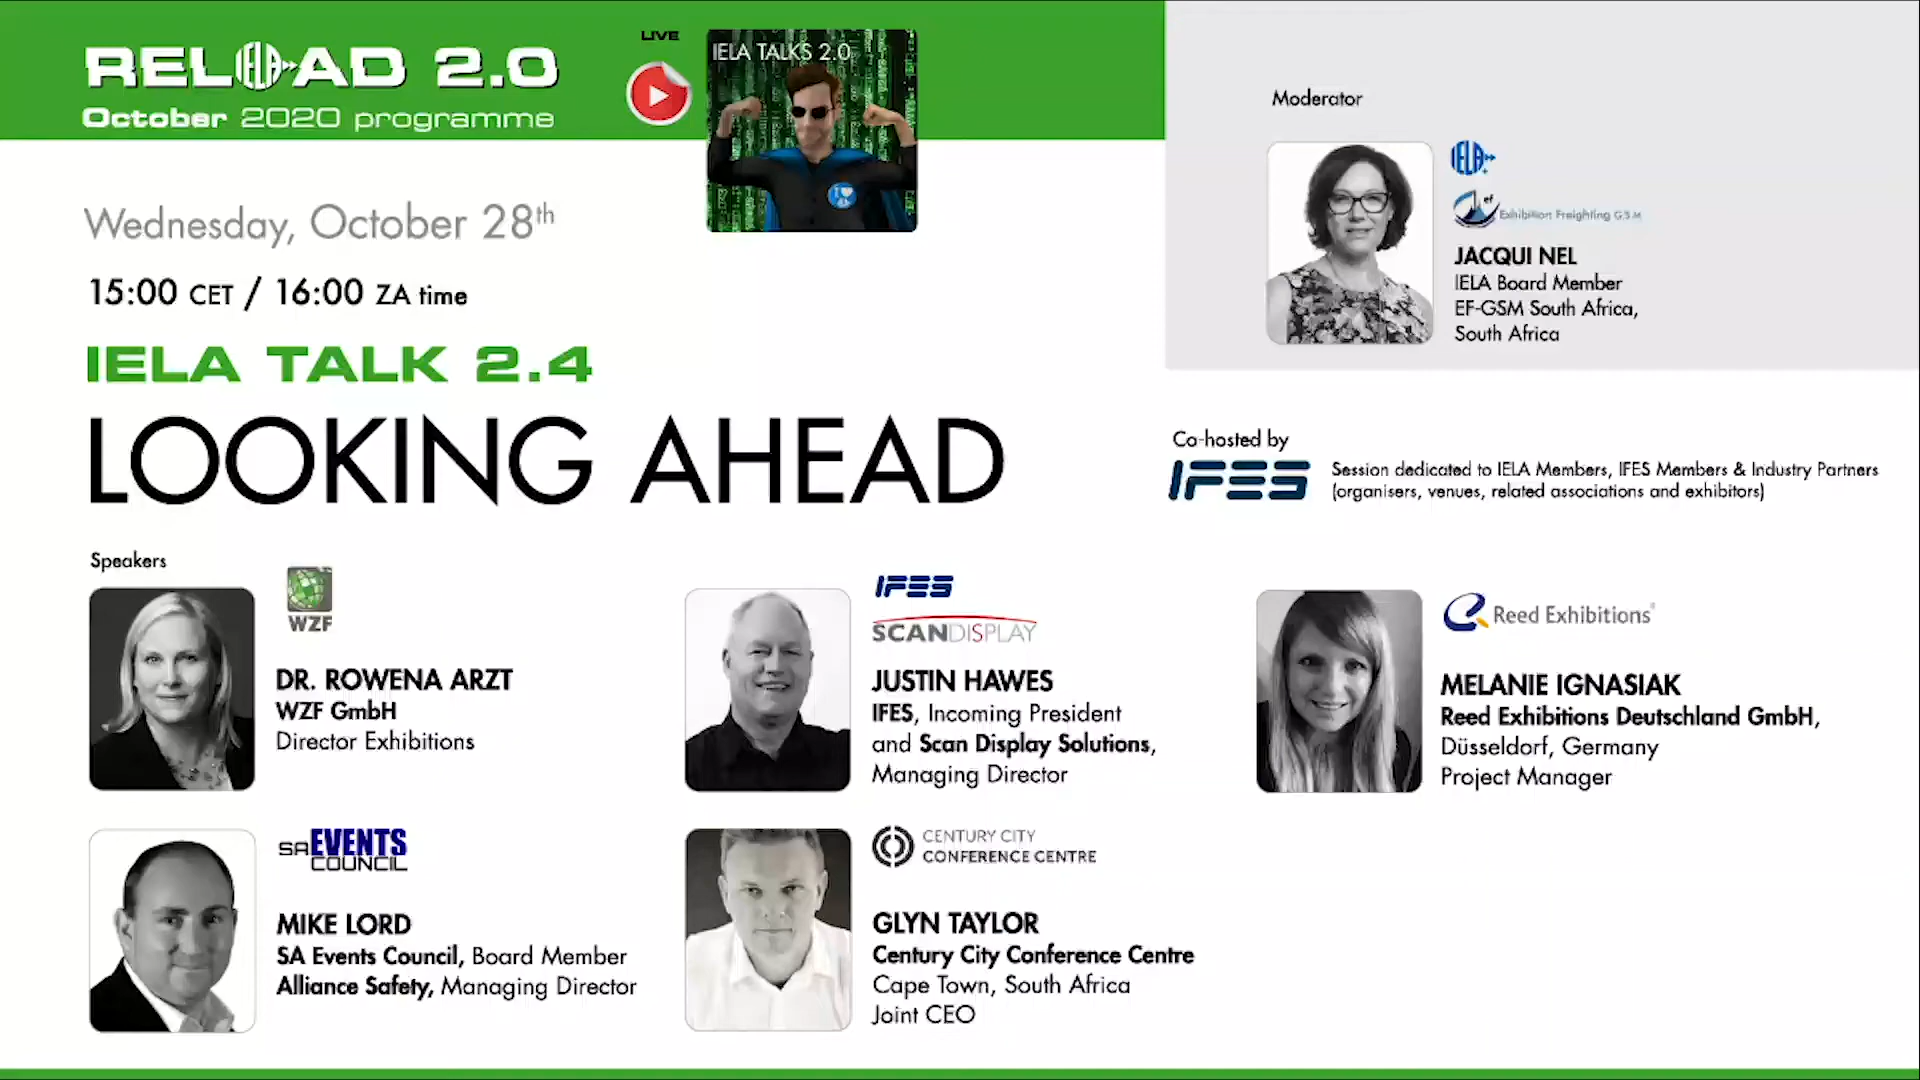 RELOAD 2.0
October 2020 programme
LIVE
IELA TALKS 2.0
Wednesday, October 28th
15:00 CET / 16:00 ZA time
IELA TALK 2.4
LOOKING AHEAD
Moderator
IELA
ef
Exhibition Freighting G.S.M
JACQUI NEL
IELA Board Member
EF-GSM South Africa,
South Africa
Co-hosted by
IFES
Session dedicated to IELA Members, IFES Members & Industry Partners
(organisers, venues, related associations and exhibitors)
Speakers
WZF
DR. ROWENA ARZT
WZF GmbH
Director Exhibitions
IFES
SCANDISPLAY
JUSTIN HAWES
IFES, Incoming President
and Scan Display Solutions,
Managing Director
Reed Exhibitions®
MELANIE IGNASIAK
Reed Exhibitions Deutschland GmbH,
Düsseldorf, Germany
Project Manager
SA EVENTS
COUNCIL
MIKE LORD
SA Events Council, Board Member
Alliance Safety, Managing Director
CENTURY CITY
CONFERENCE CENTRE
GLYN TAYLOR
Century City Conference Centre
Cape Town, South Africa
Joint CEO